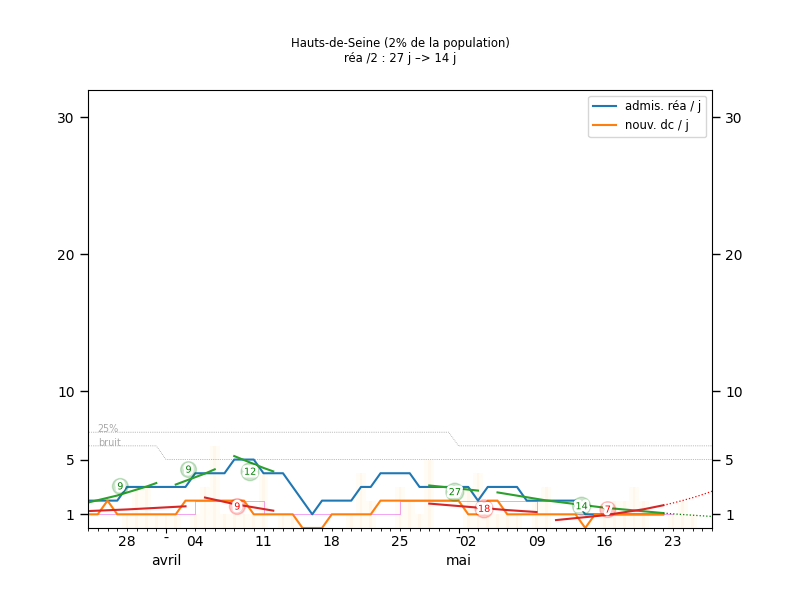 Hauts-de-Seine (2% de la population)
réa /2 : 27 j –> 14 j
admis. réa / j
nouv. dc / j
30 30
20 20
10 10
25%
bruit
5 5
9 9 12 27 14
9 18 7
1 1
28 04 11 18 25 02 09 16 23
avril mai